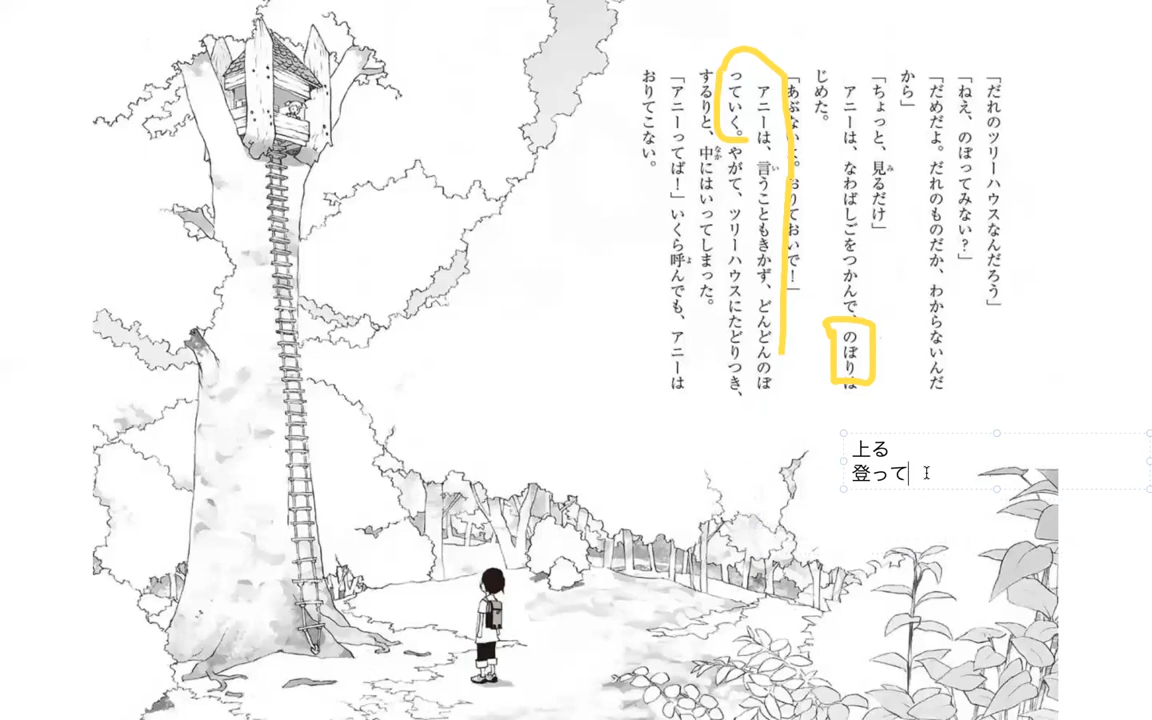 「だれのツリーハウスなんだろう」
「ねえ、のぼってみない？」
「だめだよ。だれのものだか、わからないんだ
から」
「ちょっと、見るだけ」
アニーは、なわばしごをつかんで、のぼりは
じめた。
「あぶないよ。おりておいで！」
アニーは、言うこともきかず、どんどんのぼ
っていく。やがて、ツリーハウスにたどりつき、
するりと、中にはいってしまった。
「アニーってば！」いくら呼んでも、アニーは
おりてこない。
上る
登って